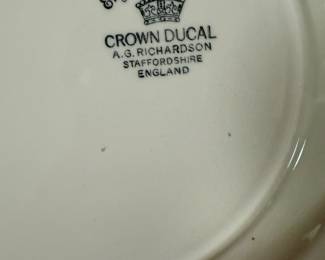 CROWN DUCAL
A.G. RICHARDSON
STAFFORDSHIRE
ENGLAND